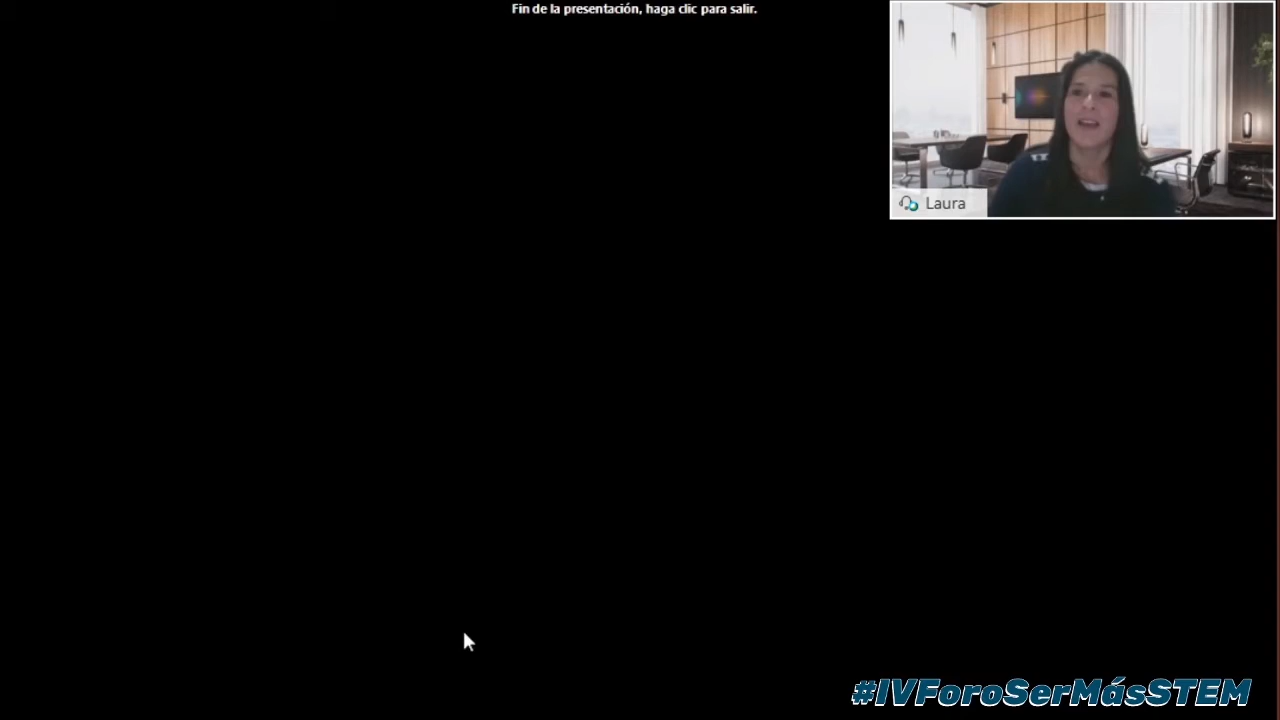 Fin de la presentación, haga clic para salir.
Laura
#IVForoSerMásSTEM